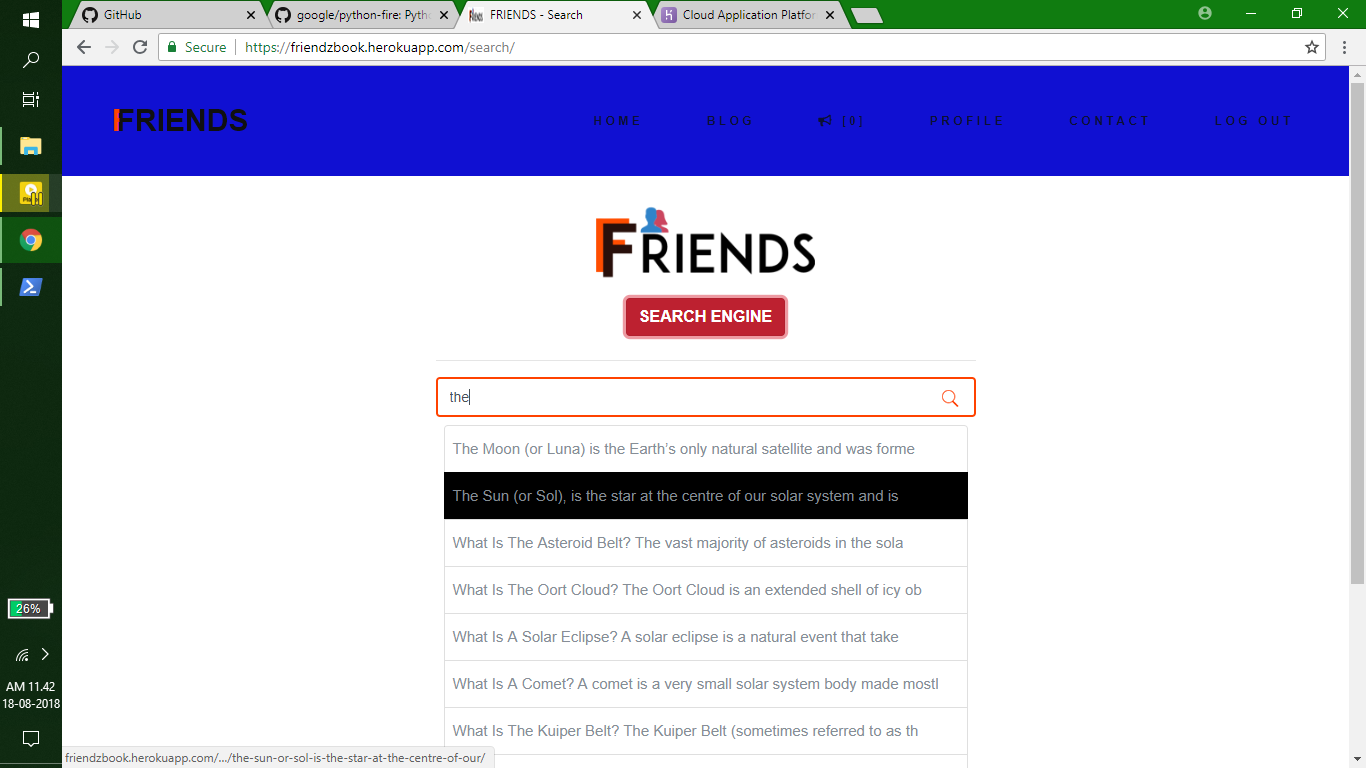 GitHub
google/python-fire: Pyth
FRIENDS - Search
Cloud Application Platfor
Secure
https://friendzbook.herokuapp.com/search/
FRIENDS
HOME
BLOG
[0]
PROFILE
CONTACT
LOG OUT
FRIENDS
SEARCH ENGINE
the
The Moon (or Luna) is the Earth’s only natural satellite and was forme
The Sun (or Sol), is the star at the centre of our solar system and is
What Is The Asteroid Belt? The vast majority of asteroids in the sola
What Is The Oort Cloud? The Oort Cloud is an extended shell of icy ob
What Is A Solar Eclipse? A solar eclipse is a natural event that take
What Is A Comet? A comet is a very small solar system body made mostl
What Is The Kuiper Belt? The Kuiper Belt (sometimes referred to as th
26%
AM 11.42
18-08-2018
friendzbook.herokuapp.com/.../the-sun-or-sol-is-the-star-at-the-centre-of-our/